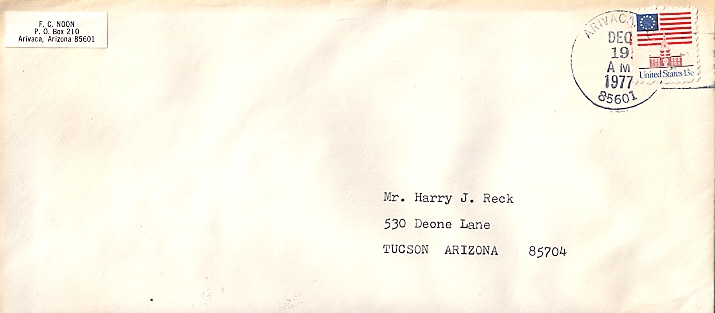 F. C. NOON
P. O. Box 210
Arivaca, Arizona 85601
ARIVACA,
DEC
19
AM
1977
85601
United States 13c
Mr. Harry J. Reck
530 Deone Lane
TUCSON ARIZONA 85704